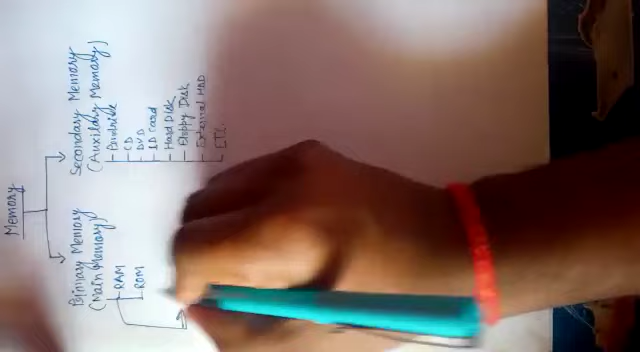 Memory
Primary Memory
(Main Memory)
RAM
ROM
Secondary Memory
(Auxilary Memory)
Pendrive
CD
DVD
SD Card
Hard Disk
Floppy Disk
External HDD
ETC.